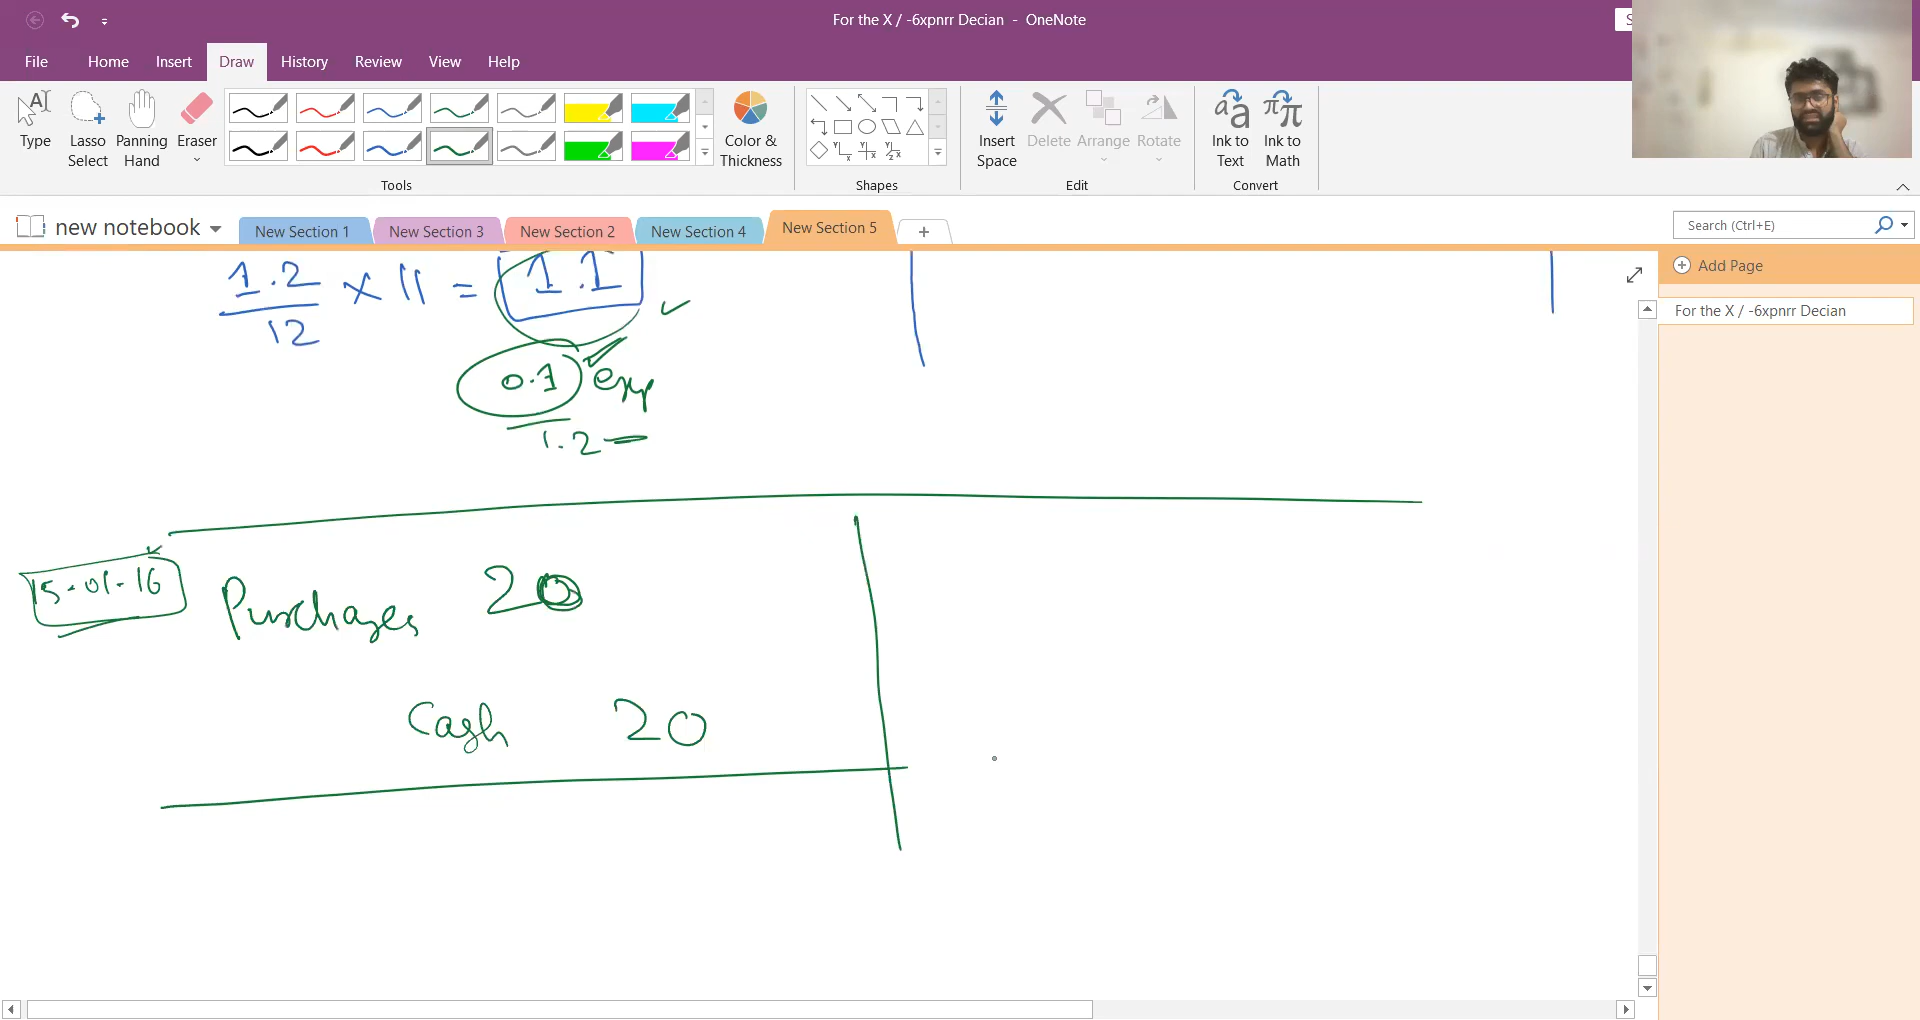 For the X / -6xpnrr Decian - OneNote
S
File Home Insert Draw History Review View Help
Type
Lasso Select
Panning Hand
Eraser
Color & Thickness
Insert Space
Delete
Arrange
Rotate
Ink to Text
Ink to Math
Tools
Shapes
Edit
Convert
new notebook
New Section 1
New Section 3
New Section 2
New Section 4
New Section 5
Search (Ctrl+E)
Add Page
For the X / -6xpnrr Decian
1.2
12
× 11 = 1.1
0.1 exp
1.2
15-01-16
Purchases 20
Cash 20